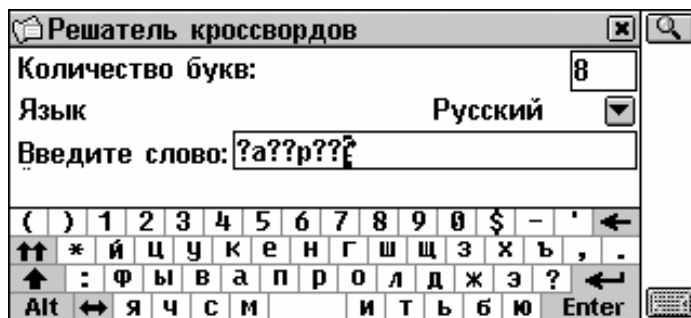 Решатель кроссвордов
Количество букв: 8
Язык Русский
Введите слово: ?а??р???
( ) 1 2 3 4 5 6 7 8 9 0 $ - '
* й ц у к е н г ш щ з х ъ , .
: ф ы в а п р о л д ж э ?
Alt я ч с м и т ь б ю Enter